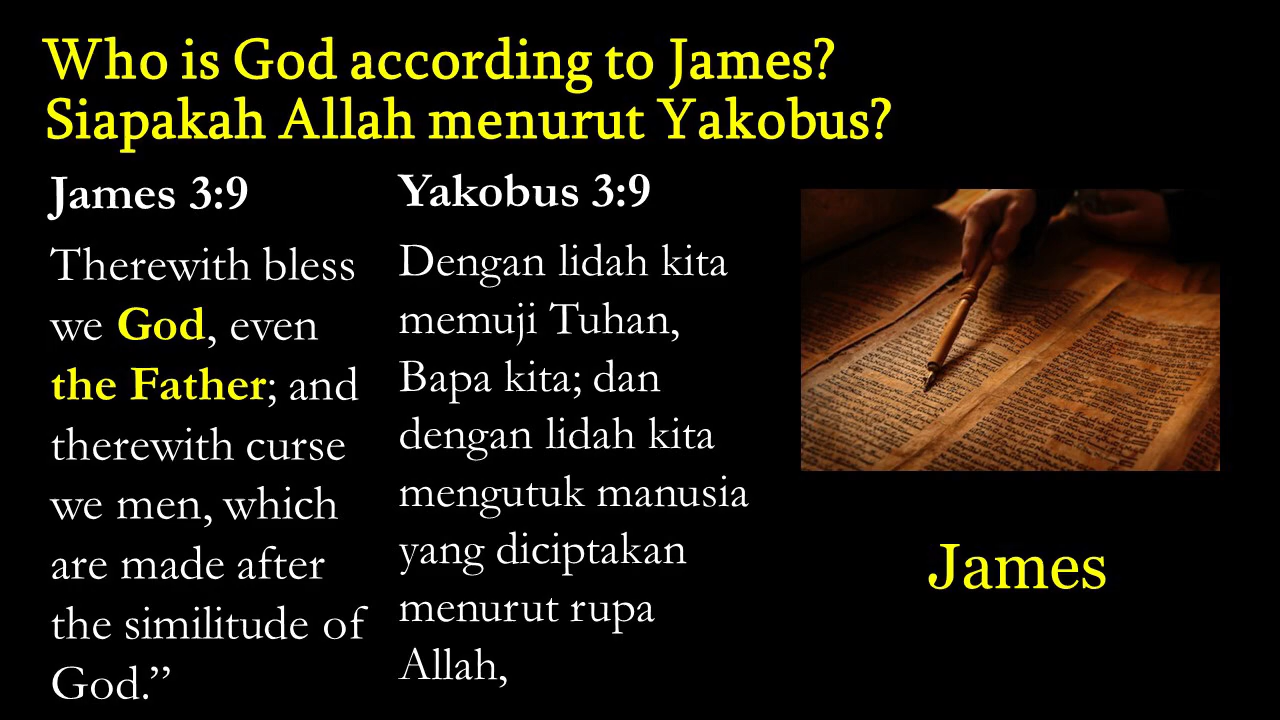 Who is God according to James?
Siapakah Allah menurut Yakobus?
James 3:9
Therewith bless
we God, even
the Father; and
therewith curse
we men, which
are made after
the similitude of
God.”
Yakobus 3:9
Dengan lidah kita
memuji Tuhan,
Bapa kita; dan
dengan lidah kita
mengutuk manusia
yang diciptakan
menurut rupa
Allah,
James